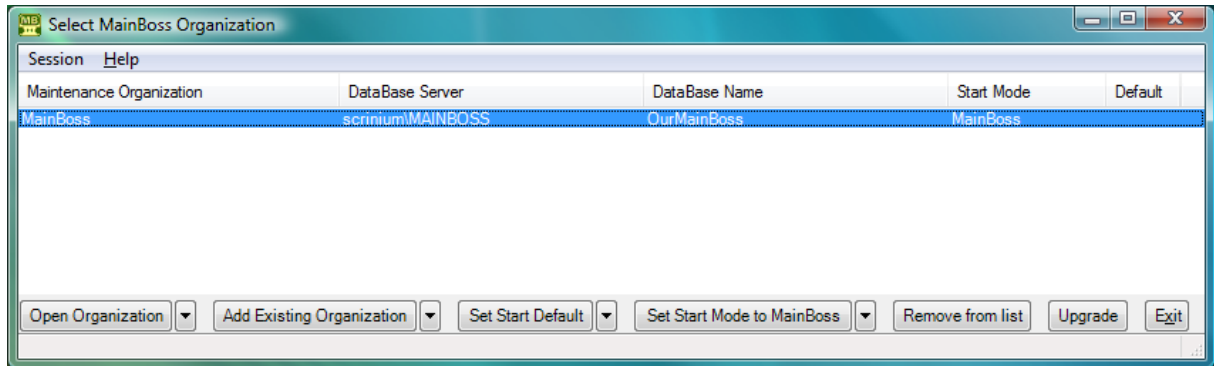 MB Select MainBoss Organization
Session Help
Maintenance Organization DataBase Server DataBase Name Start Mode Default
MainBoss scrinium\MAINBOSS OurMainBoss MainBoss
Open Organization Add Existing Organization Set Start Default Set Start Mode to MainBoss Remove from list Upgrade Exit